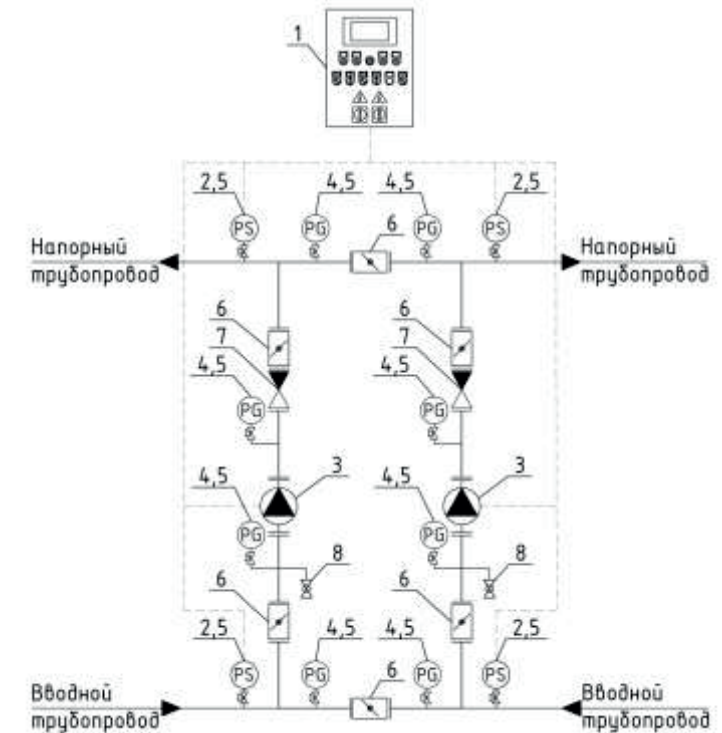 1
2,5 4,5 4,5 2,5
PS PG PG PS
6
Напорный
трубопровод
Напорный
трубопровод
6 6
7 7
4,5 4,5
PG PG
3 3
4,5 4,5
PG PG
8 8
6 6
2,5 4,5 4,5 2,5
PS PG PG PS
6
Вводной
трубопровод
Вводной
трубопровод